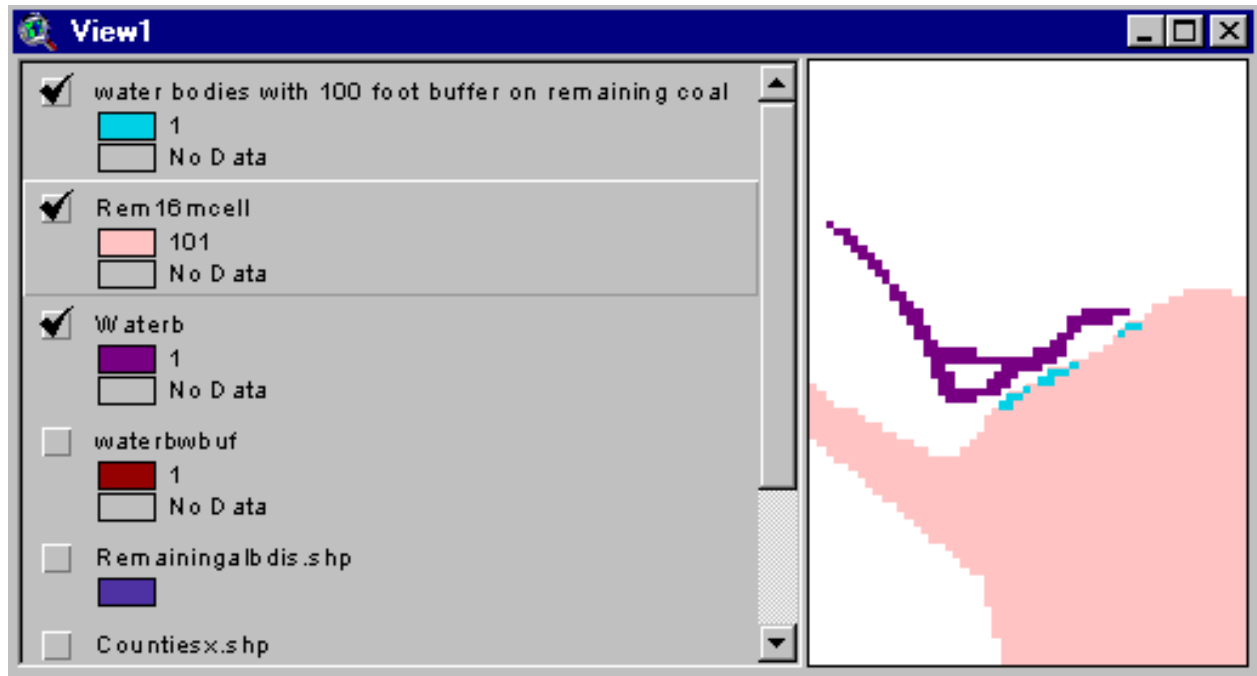 View1
water bodies with 100 foot buffer on remaining coal
1
No Data
Rem16mcell
101
No Data
Waterb
1
No Data
waterbwbuf
1
No Data
Remainingalbdis.shp
Countiesx.shp